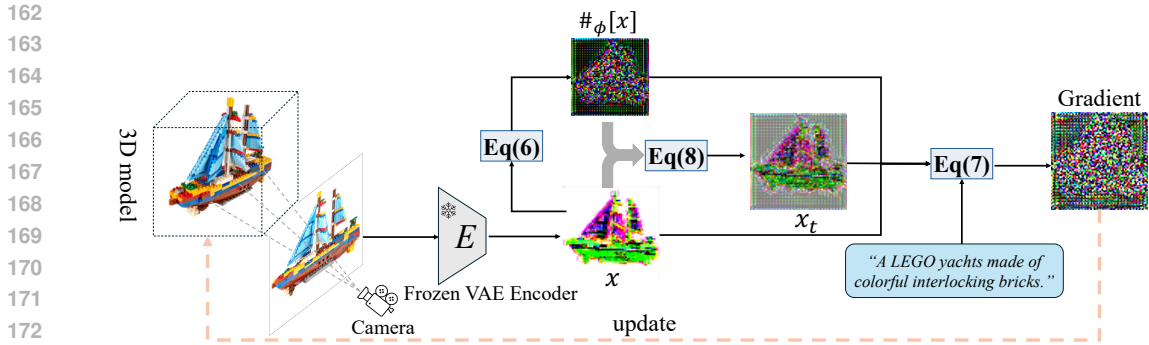 162
163
164
165
166
167
168
169
170
171
172
#ϕ[x]
Gradient
3D model
Eq(6)
Eq(8)
Eq(7)
E
x
xt
Frozen VAE Encoder
Camera
“A LEGO yachts made of
colorful interlocking bricks.”
update